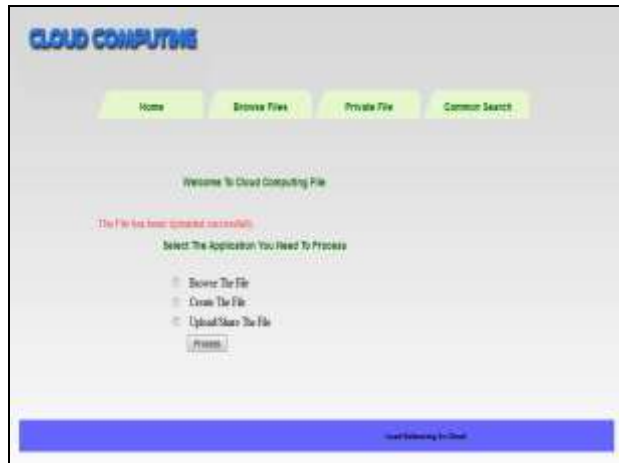 CLOUD COMPUTING
Home Browse Files Private File Common Search
Welcome To Cloud Computing File
The File has been successfully
Select The Application You Need To Process
Browse The File
Create The File
Upload/Share The File
Process
Load Balancing In Cloud